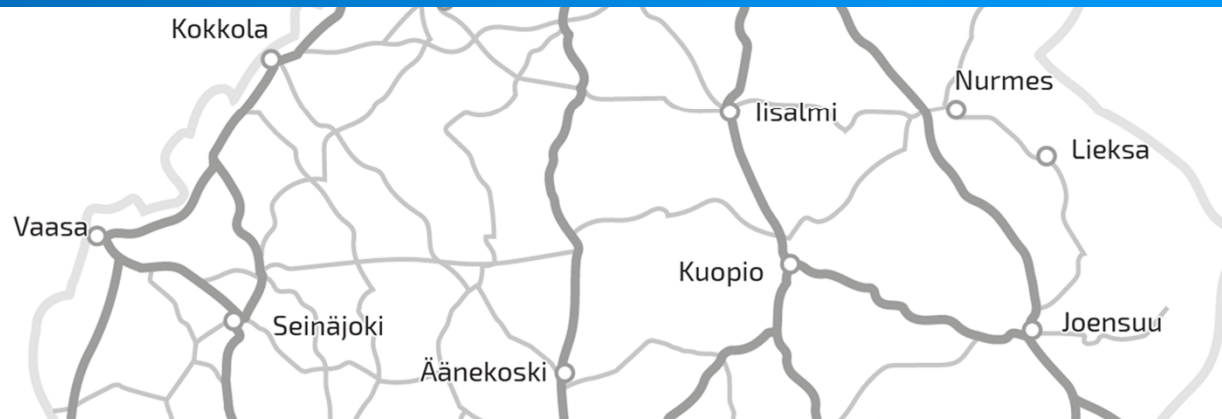 Kokkola
Nurmes
Iisalmi
Lieksa
Vaasa
Kuopio
Seinäjoki
Joensuu
Äänekoski